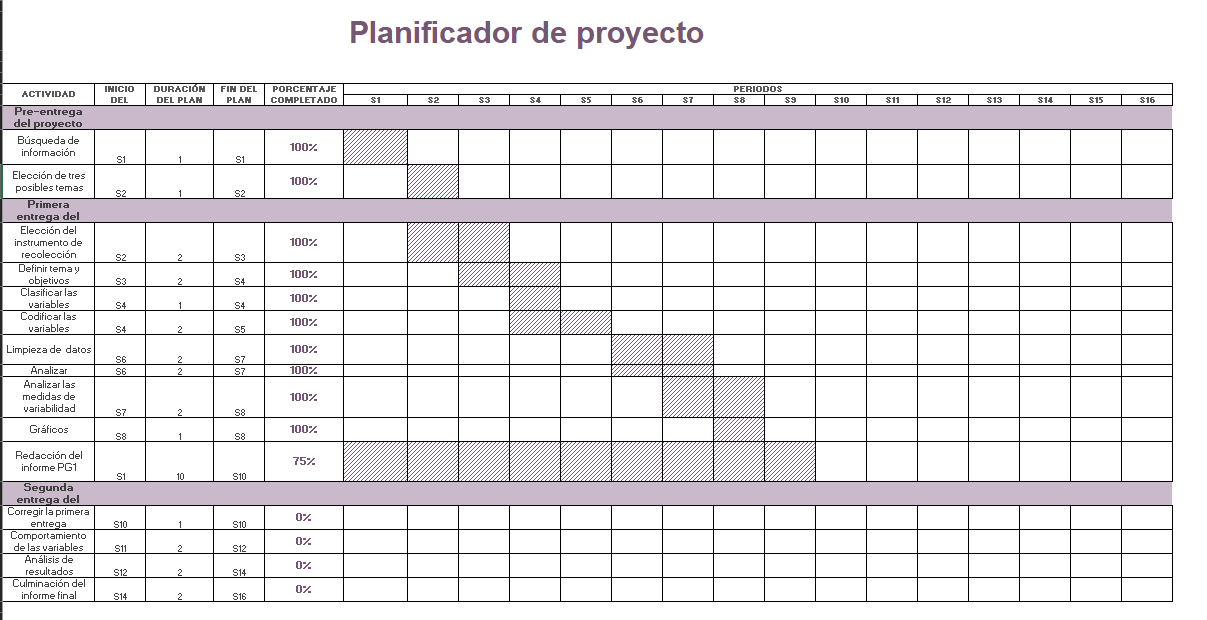 Planificador de proyecto
ACTIVIDAD INICIO DEL DURACIÓN DEL PLAN FIN DEL PLAN PORCENTAJE COMPLETADO PERIODOS
S1 S2 S3 S4 S5 S6 S7 S8 S9 S10 S11 S12 S13 S14 S15 S16
Pre-entrega
del proyecto
Búsqueda de
información S1 1 S1 100%
Elección de tres
posibles temas S2 1 S2 100%
Primera
entrega del
Elección del
instrumento de
recolección S2 2 S3 100%
Definir tema y
objetivos S3 2 S4 100%
Clasificar las
variables S4 1 S4 100%
Codificar las
variables S4 2 S5 100%
Limpieza de datos S6 2 S7 100%
Analizar S6 2 S7 100%
Analizar las
medidas de
variabilidad S7 2 S8 100%
Gráficos S8 1 S8 100%
Redacción del
informe PG1 S1 10 S10 75%
Segunda
entrega del
Corregir la primera
entrega S10 1 S10 0%
Comportamiento
de las variables S11 2 S12 0%
Análisis de
resultados S12 2 S14 0%
Culminación del
informe final S14 2 S16 0%